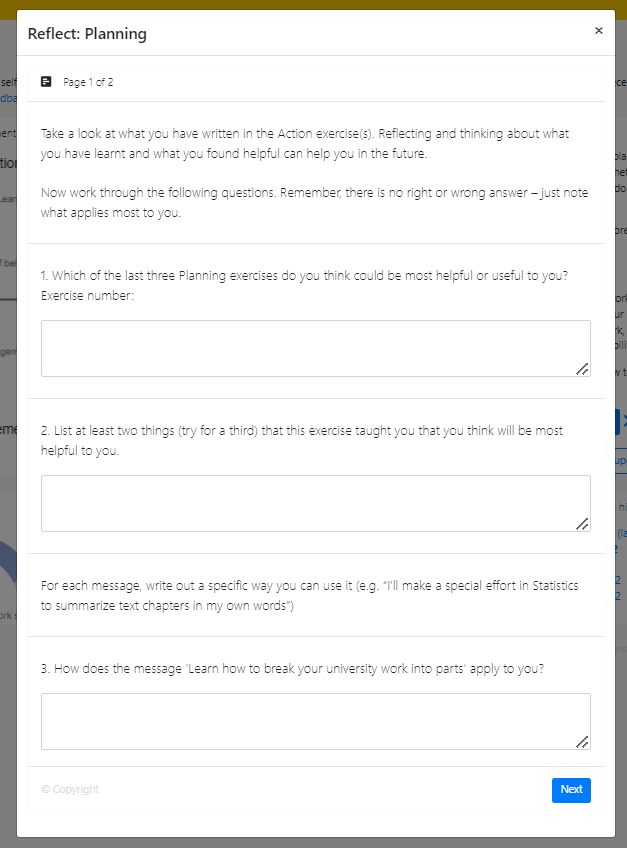 Reflect: Planning
×
Page 1 of 2
Take a look at what you have written in the Action exercise(s). Reflecting and thinking about what
you have learnt and what you found helpful can help you in the future.
Now work through the following questions. Remember, there is no right or wrong answer – just note
what applies most to you.
1. Which of the last three Planning exercises do you think could be most helpful or useful to you?
Exercise number:
2. List at least two things (try for a third) that this exercise taught you that you think will be most
helpful to you.
For each message, write out a specific way you can use it (e.g. “I’ll make a special effort in Statistics
to summarize text chapters in my own words”)
3. How does the message 'Learn how to break your university work into parts' apply to you?
© Copyright
Next